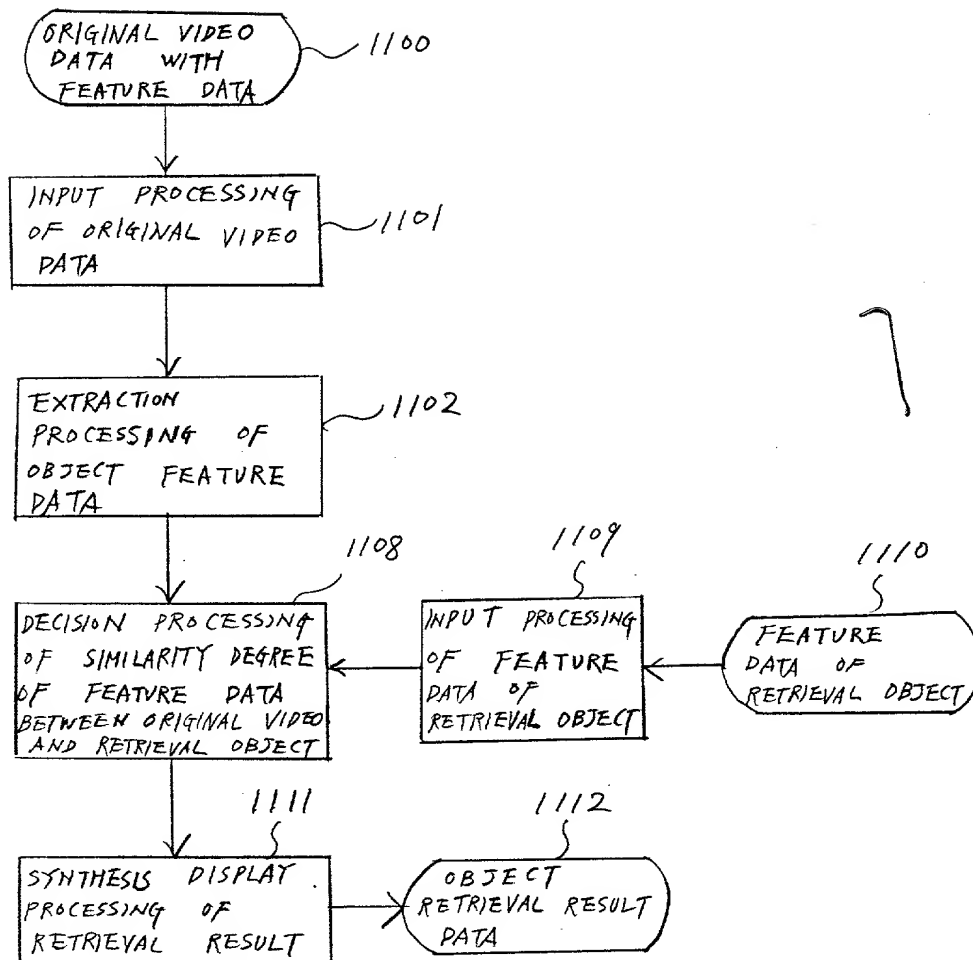 ORIGINAL VIDEO
DATA WITH
FEATURE DATA
1100
INPUT PROCESSING
OF ORIGINAL VIDEO
DATA
1101
EXTRACTION
PROCESSING OF
OBJECT FEATURE
DATA
1102
1108
DECISION PROCESSING
OF SIMILARITY DEGREE
OF FEATURE DATA
BETWEEN ORIGINAL VIDEO
AND RETRIEVAL OBJECT
1109
INPUT PROCESSING
OF FEATURE
DATA OF
RETRIEVAL OBJECT
1110
FEATURE
DATA OF
RETRIEVAL OBJECT
1111
SYNTHESIS DISPLAY
PROCESSING OF
RETRIEVAL RESULT
1112
OBJECT
RETRIEVAL RESULT
DATA